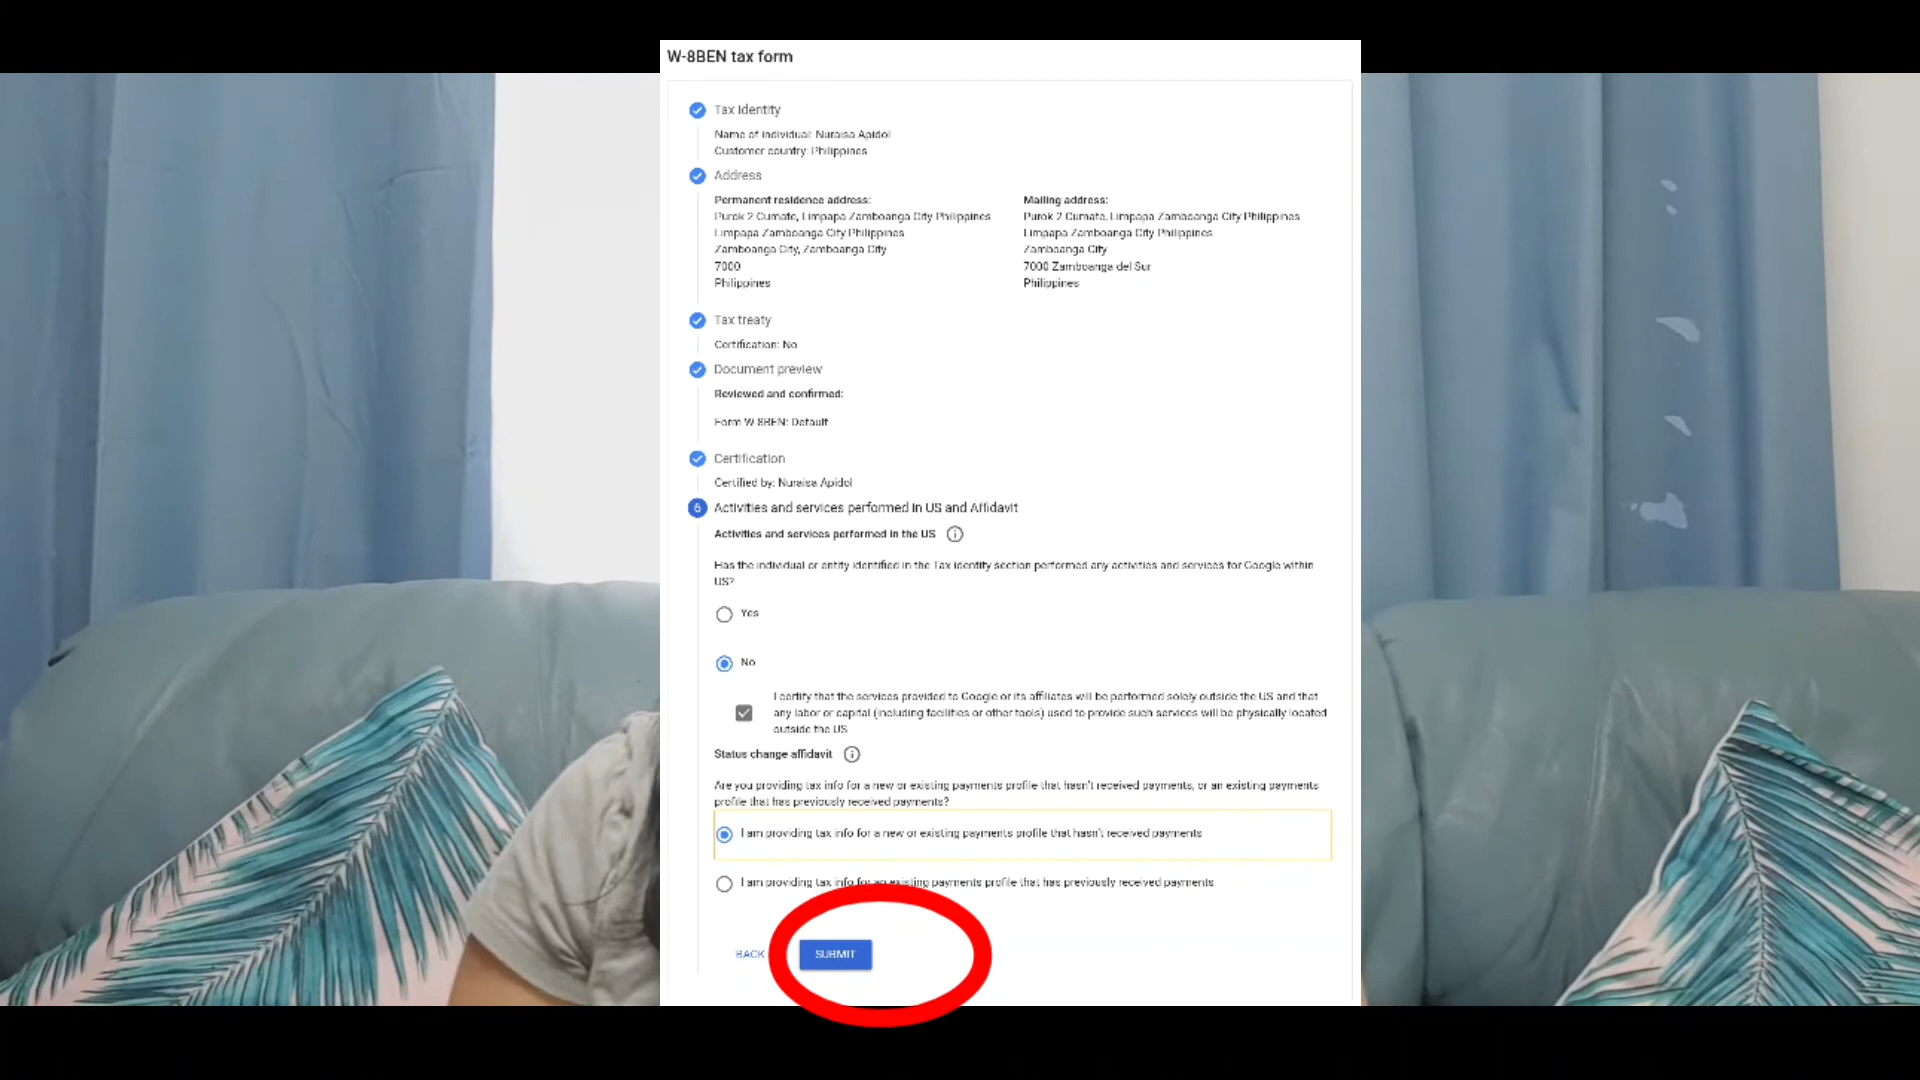 W-8BEN tax form
Tax identity
Name of individual: Nuraisa Apidol
Customer country: Philippines
Address
Permanent residence address:
Purok 2 Cumate, Limpapa Zamboanga City Philippines
Limpapa Zamboanga City Philippines
Zamboanga City, Zamboanga City
7000
Philippines
Mailing address:
Purok 2 Cumate, Limpapa Zamboanga City Philippines
Limpapa Zamboanga City Philippines
Zamboanga City
7000 Zamboanga del Sur
Philippines
Tax treaty
Certification: No
Document preview
Reviewed and confirmed:
Form W-8BEN: Default
Certification
Certified by: Nuraisa Apidol
6 Activities and services performed in US and Affidavit
Activities and services performed in the US
Has the individual or entity identified in the Tax identity section performed any activities and services for Google within
US?
Yes
No
I certify that the services provided to Google or its affiliates will be performed solely outside the US and that
any labor or capital (including facilities or other tools) used to provide such services will be physically located
outside the US
Status change affidavit
Are you providing tax info for a new or existing payments profile that hasn't received payments, or an existing payments
profile that has previously received payments?
I am providing tax info for a new or existing payments profile that hasn't received payments
I am providing tax info for an existing payments profile that has previously received payments
BACK
SUBMIT